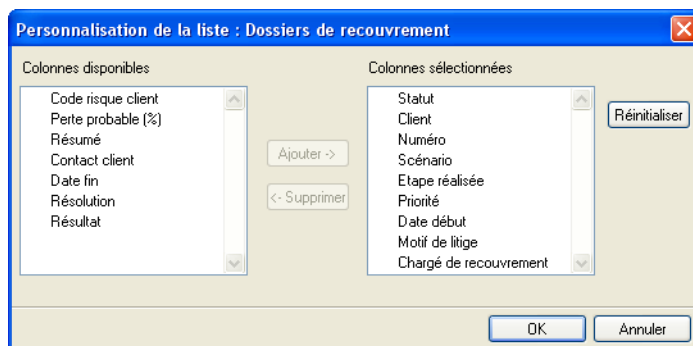 Personnalisation de la liste : Dossiers de recouvrement
Colonnes disponibles
Code risque client
Perte probable (%)
Résumé
Contact client
Date fin
Résolution
Résultat
Ajouter ->
<- Supprimer
Colonnes sélectionnées
Statut
Client
Numéro
Scénario
Etape réalisée
Priorité
Date début
Motif de litige
Chargé de recouvrement
Réinitialiser
OK
Annuler